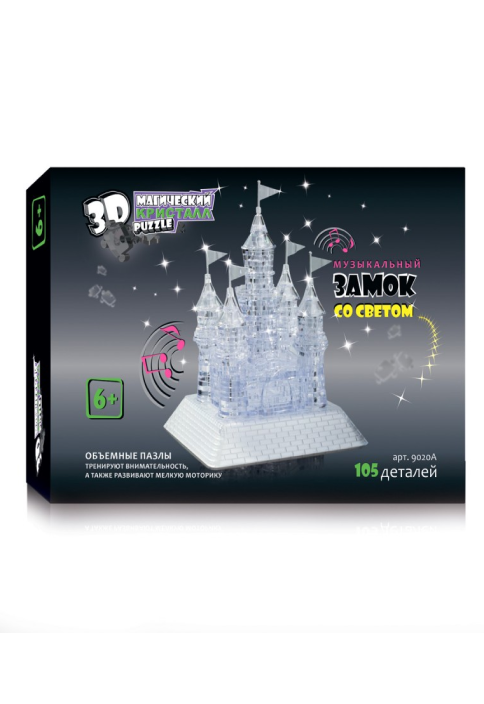 3D
МАГИЧЕСКИЙ
КРИСТАЛЛ
PUZZLE
6+
МУЗЫКАЛЬНЫЙ
ЗАМОК
СО СВЕТОМ
6+
ОБЪЕМНЫЕ ПАЗЛЫ
ТРЕНИРУЮТ ВНИМАТЕЛЬНОСТЬ,
А ТАКЖЕ РАЗВИВАЮТ МЕЛКУЮ МОТОРИКУ
арт. 9020A
105 деталей